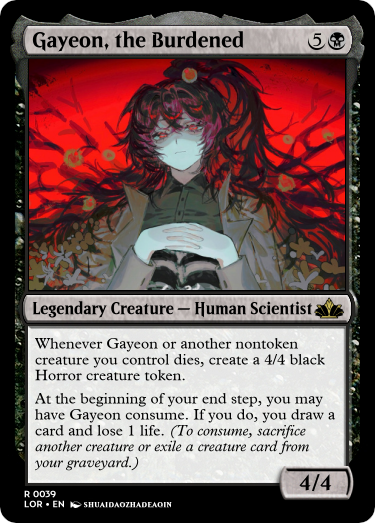 Gayeon, the Burdened 5
Legendary Creature — Human Scientist
Whenever Gayeon or another nontoken
creature you control dies, create a 4/4 black
Horror creature token.
At the beginning of your end step, you may
have Gayeon consume. If you do, you draw a
card and lose 1 life. (To consume, sacrifice
another creature or exile a creature card from
your graveyard.)
4/4
R 0039
LOR • EN SHUAIDAOZHADEAOIN